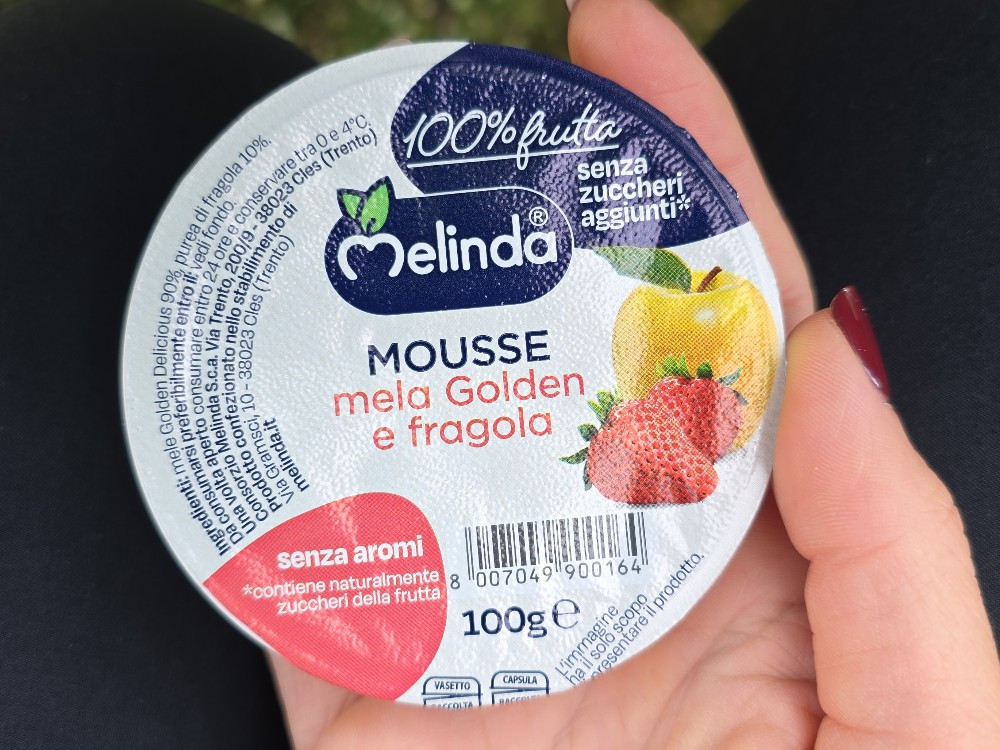 100% frutta
senza
zuccheri
aggiunti*
Melinda®
MOUSSE
mela Golden
e fragola
Ingredienti: mele Golden Delicious 90%, purea di fragola 10%.
Da consumarsi preferibilmente entro il: vedi fondo.
Una volta aperto consumare entro 24 ore e conservare tra 0 e 4°C.
Consorzio Melinda S.c.a. Via Trento, 200/9 - 38023 Cles (Trento)
Prodotto e confezionato nello stabilimento di
Via Gramsci, 10 - 38023 Cles (Trento)
melinda.it
senza aromi
*contiene naturalmente
zuccheri della frutta
8 007049 900164
100g e
L'immagine
ha il solo scopo
presentare il prodotto.
VASETTO
RACCOLTA
CAPSULA